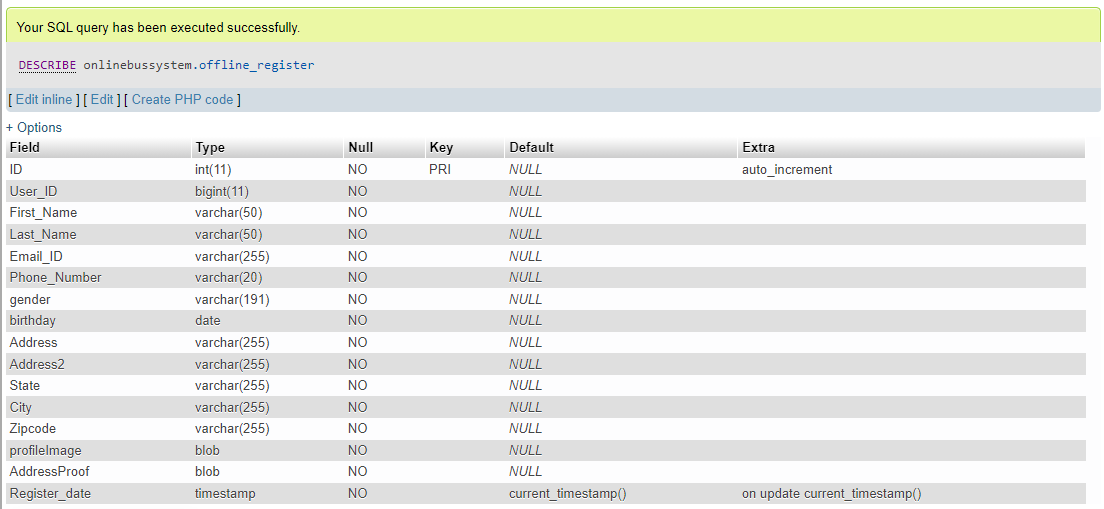 Your SQL query has been executed successfully.
DESCRIBE onlinebussystem.offline_register
[ Edit inline ] [ Edit ] [ Create PHP code ]
+ Options
Field Type Null Key Default Extra
ID int(11) NO PRI NULL auto_increment
User_ID bigint(11) NO NULL
First_Name varchar(50) NO NULL
Last_Name varchar(50) NO NULL
Email_ID varchar(255) NO NULL
Phone_Number varchar(20) NO NULL
gender varchar(191) NO NULL
birthday date NO NULL
Address varchar(255) NO NULL
Address2 varchar(255) NO NULL
State varchar(255) NO NULL
City varchar(255) NO NULL
Zipcode varchar(255) NO NULL
profileImage blob NO NULL
AddressProof blob NO NULL
Register_date timestamp NO current_timestamp() on update current_timestamp()